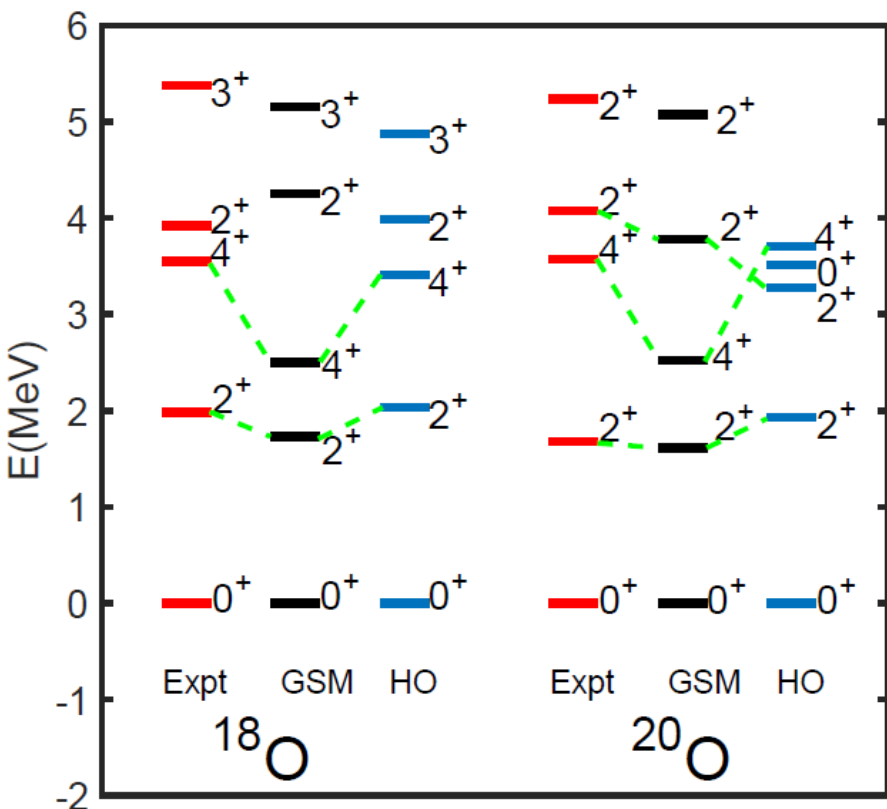 6
3⁺ 2⁺
5 3⁺ 2⁺
3⁺
2⁺ 2⁺ 2⁺
4 2⁺ 2⁺ 4⁺
4⁺ 4⁺ 0⁺
4⁺ 2⁺
3
4⁺ 4⁺
2⁺ 2⁺ 2⁺ 2⁺ 2⁺
2 2⁺
E(MeV)
1
0 0⁺ 0⁺ 0⁺ 0⁺ 0⁺ 0⁺
Expt GSM HO Expt GSM HO
-1
¹⁸O ²⁰O
-2